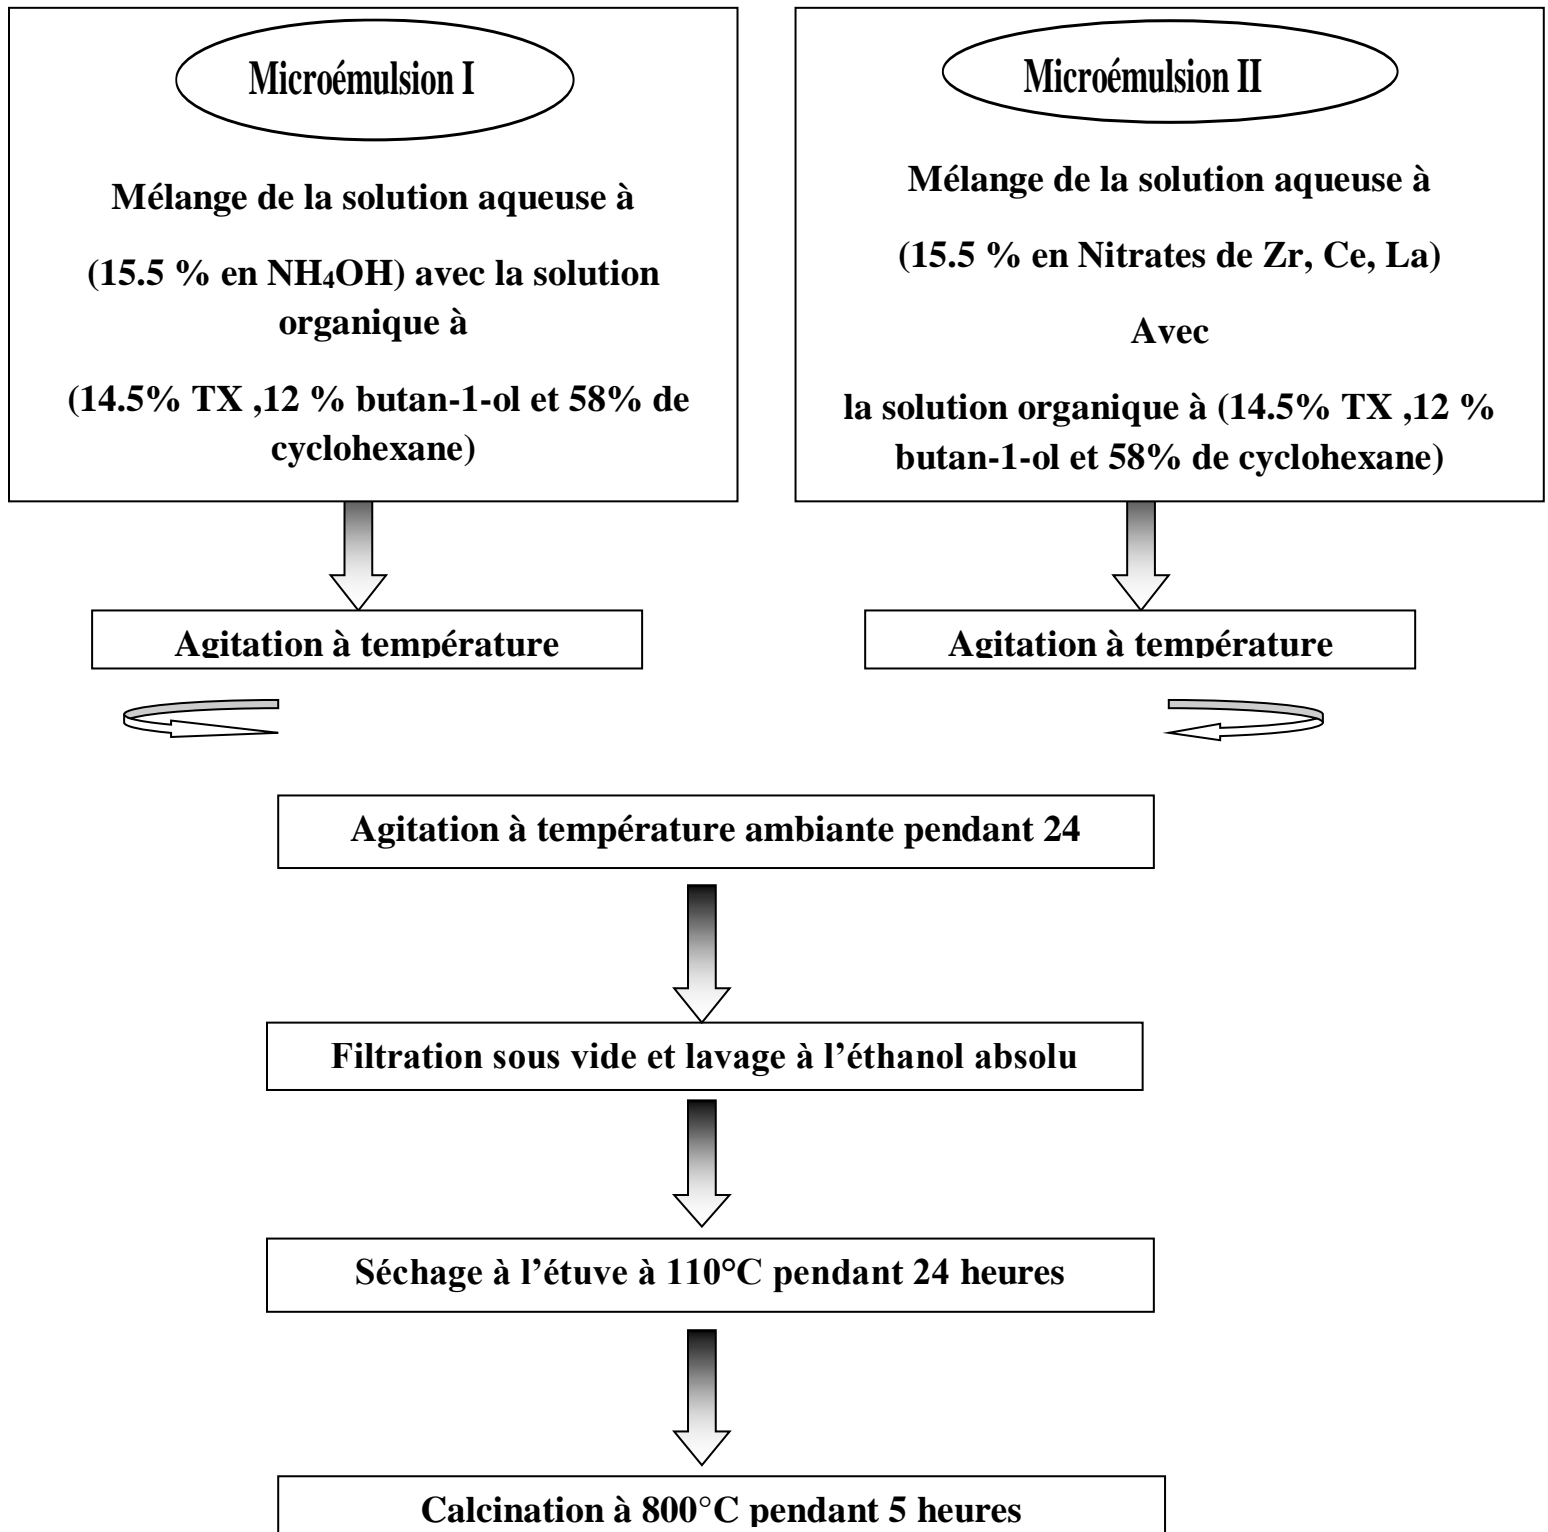 Microémulsion I
Mélange de la solution aqueuse à
(15.5 % en NH₄OH) avec la solution
organique à
(14.5% TX ,12 % butan-1-ol et 58% de
cyclohexane)
Microémulsion II
Mélange de la solution aqueuse à
(15.5 % en Nitrates de Zr, Ce, La)
Avec
la solution organique à (14.5% TX ,12 %
butan-1-ol et 58% de cyclohexane)
Agitation à température
Agitation à température
Agitation à température ambiante pendant 24
Filtration sous vide et lavage à l’éthanol absolu
Séchage à l’étuve à 110°C pendant 24 heures
Calcination à 800°C pendant 5 heures